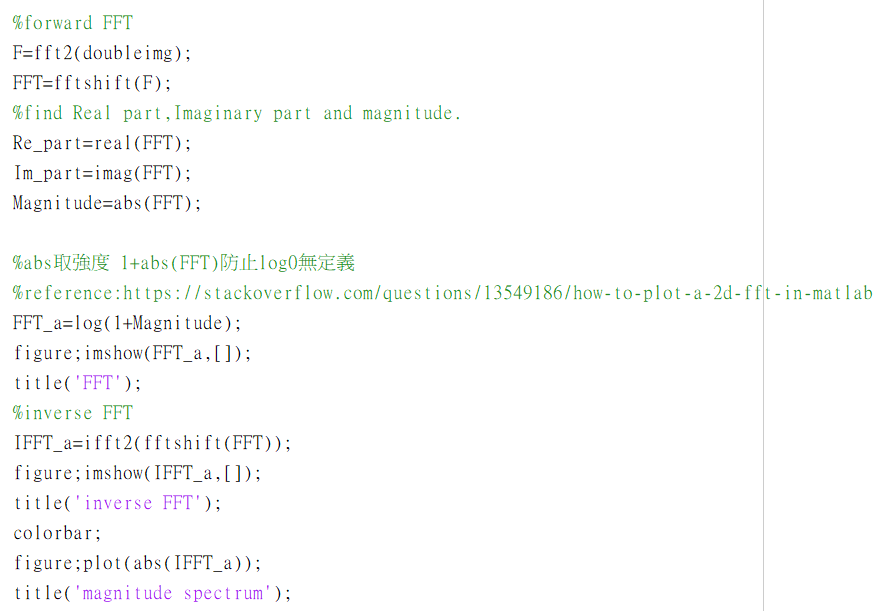 %forward FFT
F=fft2(doubleimg);
FFT=fftshift(F);
%find Real part,Imaginary part and magnitude.
Re_part=real(FFT);
Im_part=imag(FFT);
Magnitude=abs(FFT);
%abs取強度 1+abs(FFT)防止log0無定義
%reference:https://stackoverflow.com/questions/13549186/how-to-plot-a-2d-fft-in-matlab
FFT_a=log(1+Magnitude);
figure;imshow(FFT_a,[]);
title('FFT');
%inverse FFT
IFFT_a=ifft2(fftshift(FFT));
figure;imshow(IFFT_a,[]);
title('inverse FFT');
colorbar;
figure;plot(abs(IFFT_a));
title('magnitude spectrum');